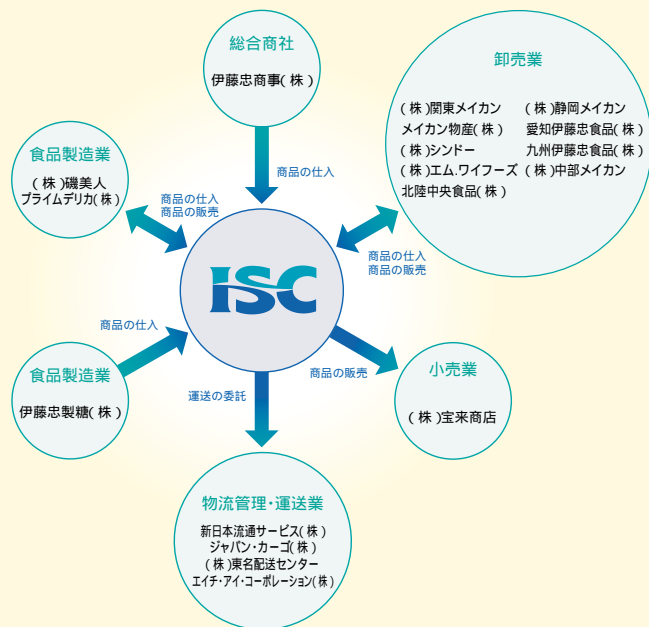 総合商社
伊藤忠商事(株)
卸売業
(株)関東メイカン (株)静岡メイカン
メイカン物産(株) 愛知伊藤忠食品(株)
(株)シンドー 九州伊藤忠食品(株)
(株)エム.ワイフーズ (株)中部メイカン
北陸中央食品(株)
食品製造業
(株)磯美人
プライムデリカ(株)
商品の仕入
商品の仕入
商品の販売
商品の仕入
商品の販売
ISC
商品の仕入
食品製造業
伊藤忠製糖(株)
運送の委託
商品の販売
小売業
(株)宝来商店
物流管理・運送業
新日本流通サービス(株)
ジャパン・カーゴ(株)
(株)東名配送センター
エイチ・アイ・コーポレーション(株)